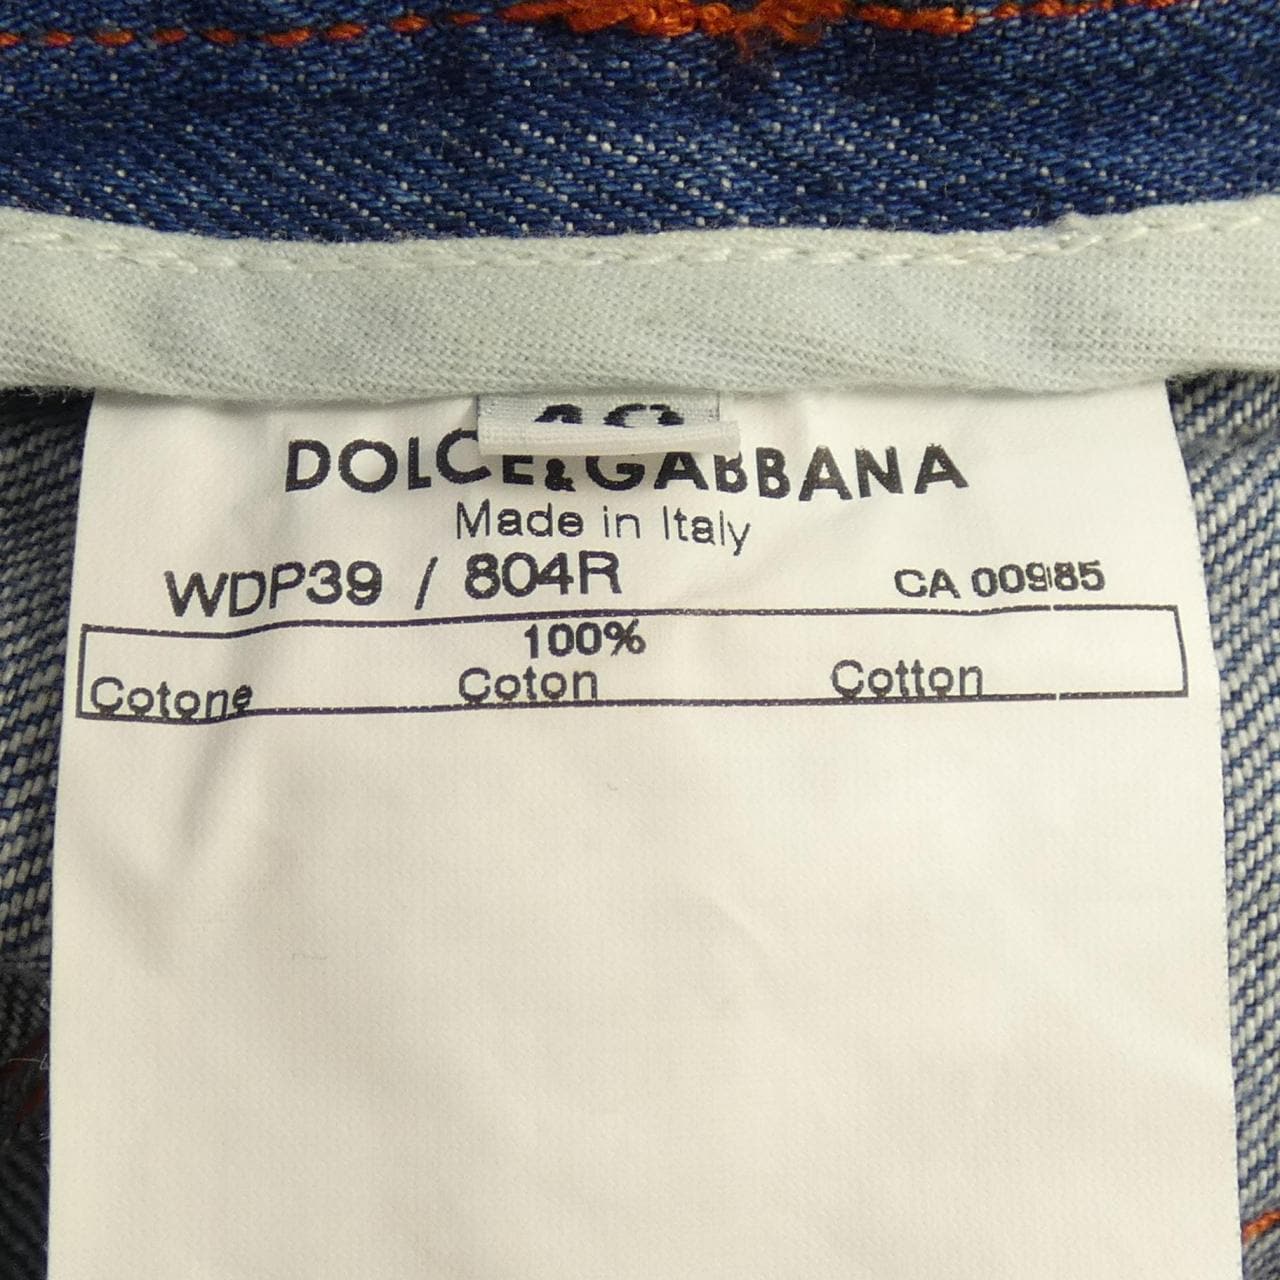 DOLCE&GABBANA
Made in Italy
WDP39 / 804R CA 00985
100%
Cotone Coton Cotton